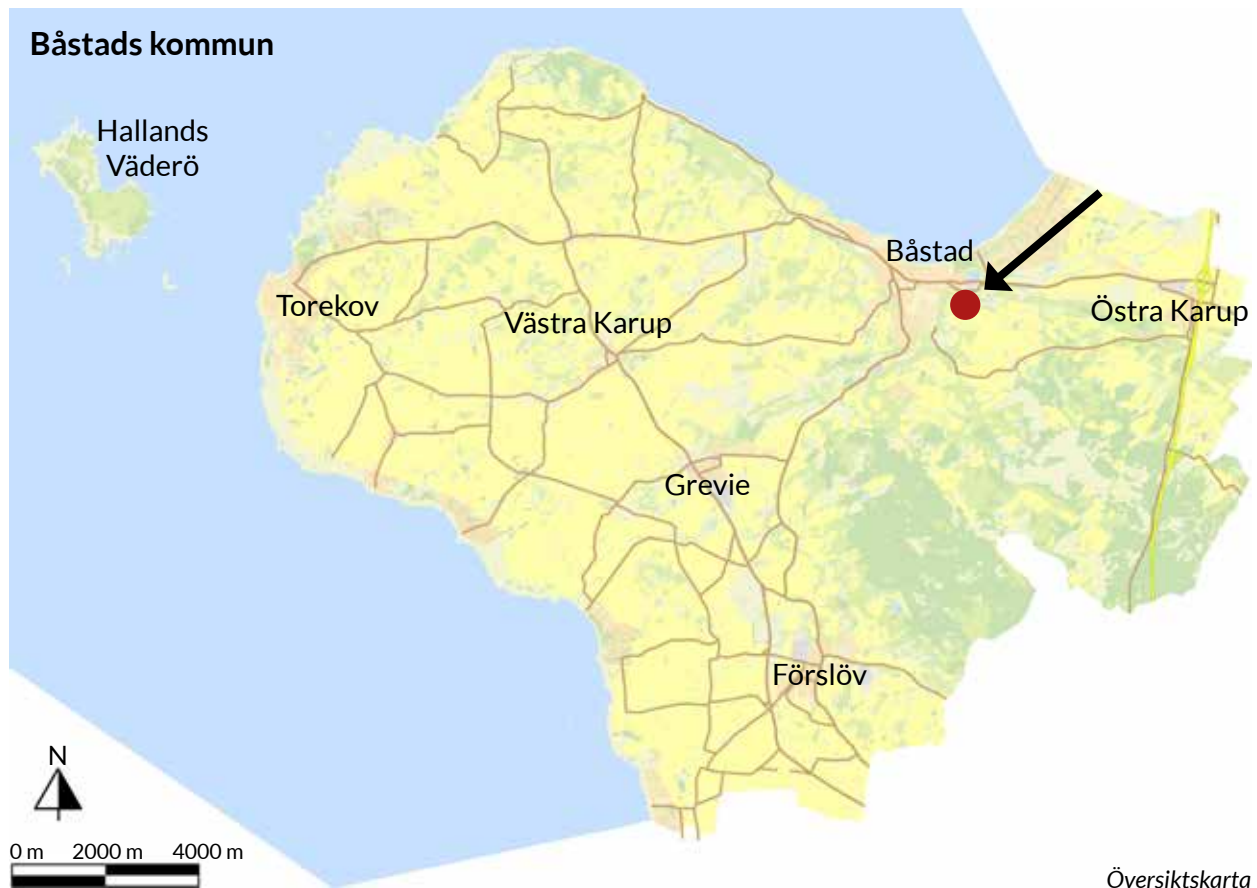 Båstads kommun
Hallands
Väderö
Båstad
Torekov
Västra Karup
Östra Karup
Grevie
Förslöv
N
0 m 2000 m 4000 m
Översiktskarta